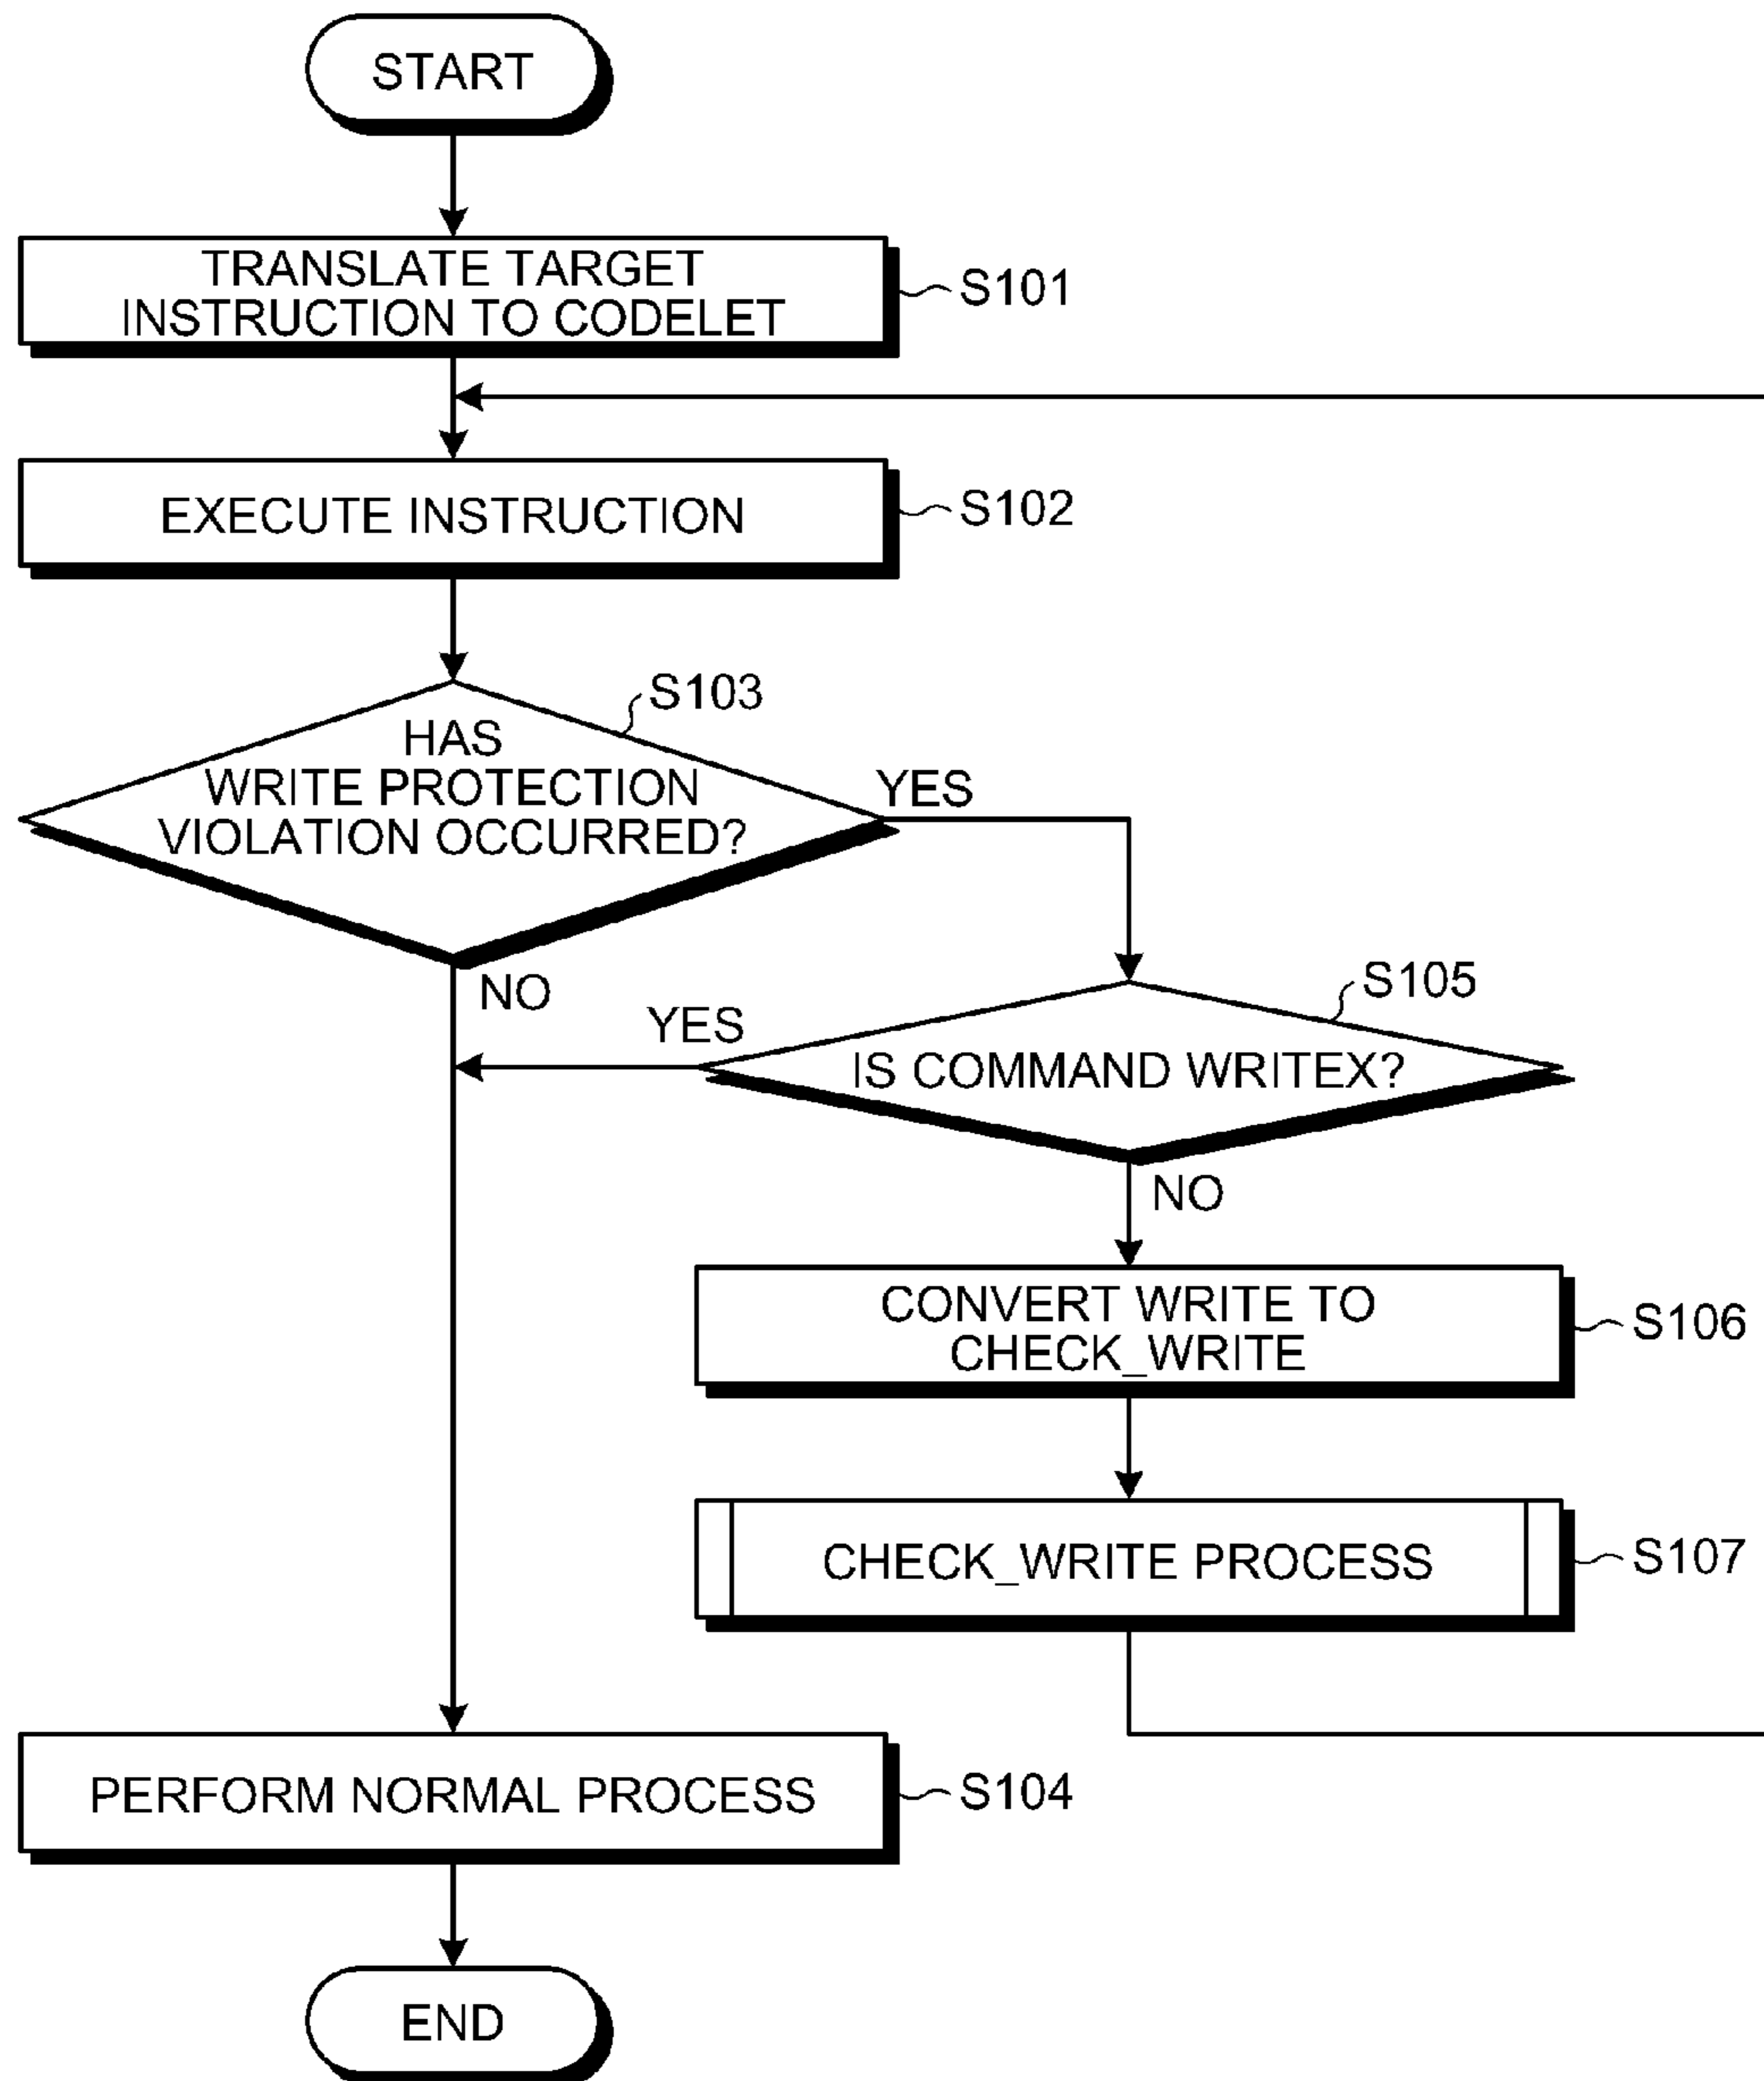 START
TRANSLATE TARGET
INSTRUCTION TO CODELET
S101
EXECUTE INSTRUCTION
S102
S103
HAS
WRITE PROTECTION
VIOLATION OCCURRED?
YES
NO
S105
YES
IS COMMAND WRITEX?
NO
CONVERT WRITE TO
CHECK_WRITE
S106
CHECK_WRITE PROCESS
S107
PERFORM NORMAL PROCESS
S104
END